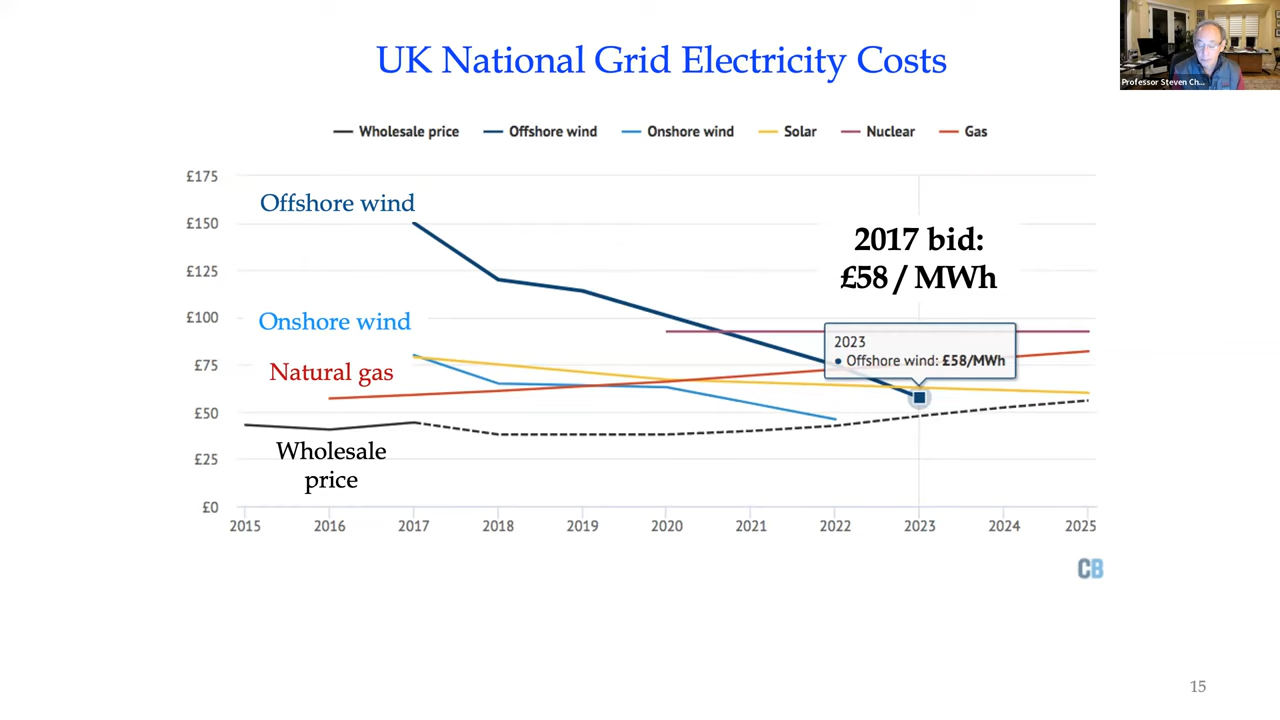 UK National Grid Electricity Costs
Professor Steven Ch...
Wholesale price
Offshore wind
Onshore wind
Solar
Nuclear
Gas
£175
£150
£125
£100
£75
£50
£25
£0
Offshore wind
Onshore wind
Natural gas
Wholesale
price
2017 bid:
£58 / MWh
2023
• Offshore wind: £58/MWh
2015
2016
2017
2018
2019
2020
2021
2022
2023
2024
2025
CB
15